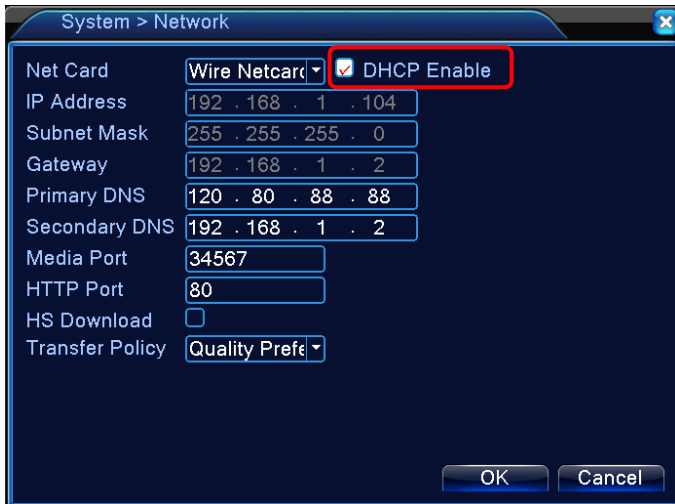 System > Network
Net Card Wire Netcard DHCP Enable
IP Address 192 . 168 . 1 . 104
Subnet Mask 255 . 255 . 255 . 0
Gateway 192 . 168 . 1 . 2
Primary DNS 120 . 80 . 88 . 88
Secondary DNS 192 . 168 . 1 . 2
Media Port 34567
HTTP Port 80
HS Download
Transfer Policy Quality Prefe
OK Cancel